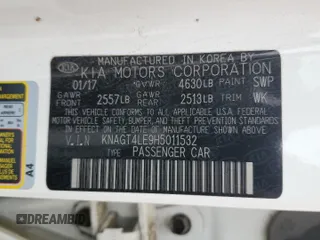 MANUFACTURED IN KOREA BY
KIA
KIA MOTORS CORPORATION
01/17 4630LB PAINT SWP
GAWR FRONT 2557LB GAWR REAR 2513LB TRIM WK
THIS VEHICLE CONFORMS TO ALL APPLICABLE
FEDERAL MOTOR VEHICLE SAFETY, BUMPER,
AND THEFT PREVENTION STANDARDS IN EFFECT
ON THE DATE OF MANUFACTURE SHOWN ABOVE.
V.I.N KNAGT4LE9H5011532
TYPE PASSENGER CAR
A4
DREAMBID